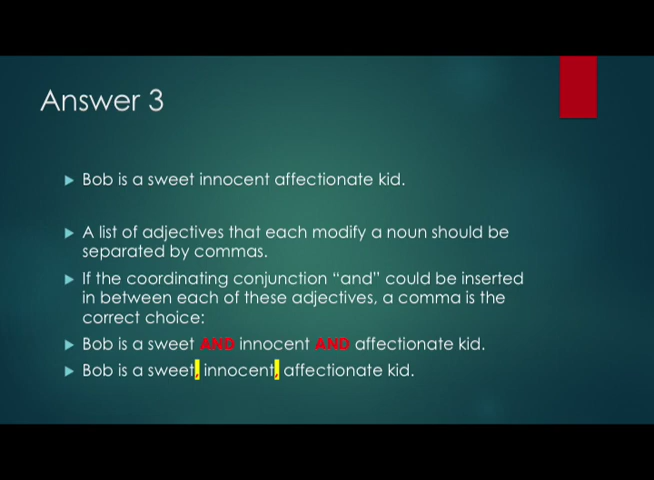 Answer 3
Bob is a sweet innocent affectionate kid.
A list of adjectives that each modify a noun should be
separated by commas.
If the coordinating conjunction “and” could be inserted
in between each of these adjectives, a comma is the
correct choice:
Bob is a sweet AND innocent AND affectionate kid.
Bob is a sweet, innocent, affectionate kid.